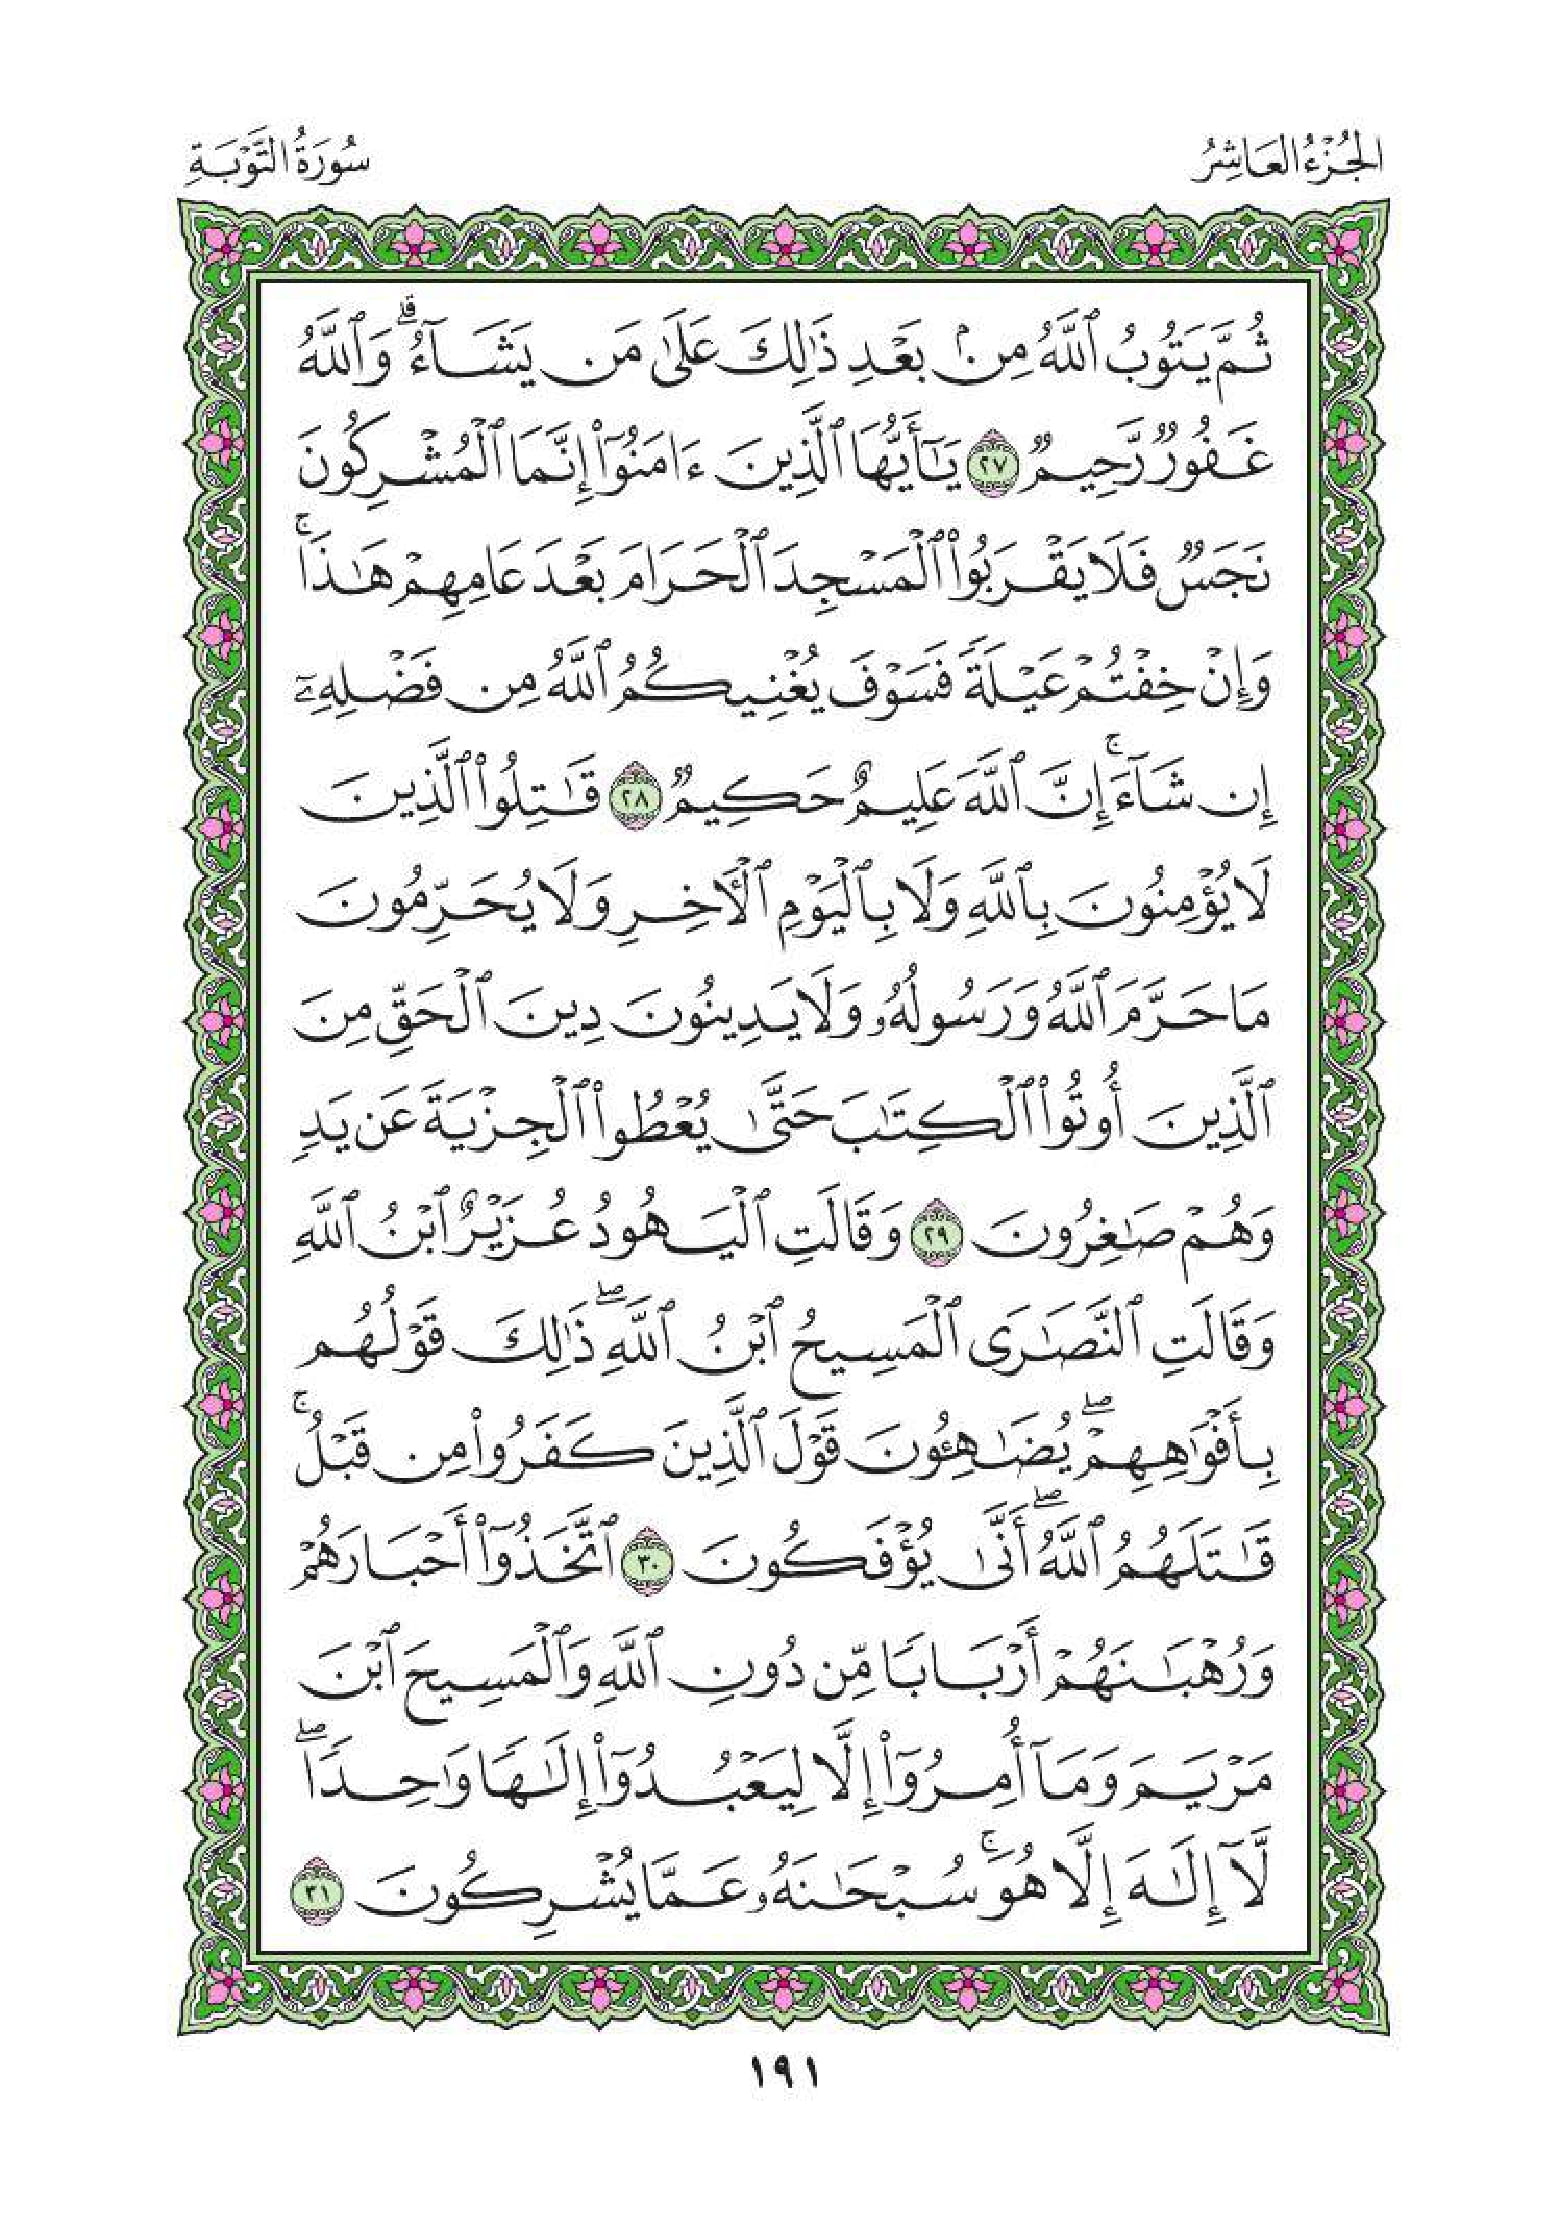 الجُزْءُ العَاشِرُ
سُورَةُ التَّوْبَةِ
ثُمَّ يَتُوبُ ٱللَّهُ مِنۢ بَعْدِ ذَٰلِكَ عَلَىٰ مَن يَشَآءُۗ وَٱللَّهُ
غَفُورٌ رَّحِيمٌ ٢٧ يَـٰٓأَيُّهَا ٱلَّذِينَ ءَامَنُوٓا۟ إِنَّمَا ٱلْمُشْرِكُونَ
نَجَسٌ فَلَا يَقْرَبُوا۟ ٱلْمَسْجِدَ ٱلْحَرَامَ بَعْدَ عَامِهِمْ هَـٰذَاۚ
وَإِنْ خِفْتُمْ عَيْلَةً فَسَوْفَ يُغْنِيكُمُ ٱللَّهُ مِن فَضْلِهِۦٓ
إِن شَآءَۚ إِنَّ ٱللَّهَ عَلِيمٌ حَكِيمٌ ٢٨ قَـٰتِلُوا۟ ٱلَّذِينَ
لَا يُؤْمِنُونَ بِٱللَّهِ وَلَا بِٱلْيَوْمِ ٱلْـَٔاخِرِ وَلَا يُحَرِّمُونَ
مَا حَرَّمَ ٱللَّهُ وَرَسُولُهُۥ وَلَا يَدِينُونَ دِينَ ٱلْحَقِّ مِنَ
ٱلَّذِينَ أُوتُوا۟ ٱلْكِتَـٰبَ حَتَّىٰ يُعْطُوا۟ ٱلْجِزْيَةَ عَن يَدٍ
وَهُمْ صَـٰغِرُونَ ٢٩ وَقَالَتِ ٱلْيَهُودُ عُزَيْرٌ ٱبْنُ ٱللَّهِ
وَقَالَتِ ٱلنَّصَـٰرَى ٱلْمَسِيحُ ٱبْنُ ٱللَّهِۖ ذَٰلِكَ قَوْلُهُم
بِأَفْوَٰهِهِمْۖ يُضَـٰهِـُٔونَ قَوْلَ ٱلَّذِينَ كَفَرُوا۟ مِن قَبْلُۚ
قَـٰتَلَهُمُ ٱللَّهُۖ أَنَّىٰ يُؤْفَكُونَ ٣٠ ٱتَّخَذُوٓا۟ أَحْبَارَهُمْ
وَرُهْبَـٰنَهُمْ أَرْبَابًا مِّن دُونِ ٱللَّهِ وَٱلْمَسِيحَ ٱبْنَ
مَرْيَمَ وَمَآ أُمِرُوٓا۟ إِلَّا لِيَعْبُدُوٓا۟ إِلَـٰهًا وَٰحِدًاۖ
لَّآ إِلَـٰهَ إِلَّا هُوَۚ سُبْحَـٰنَهُۥ عَمَّا يُشْرِكُونَ ٣١
١٩١